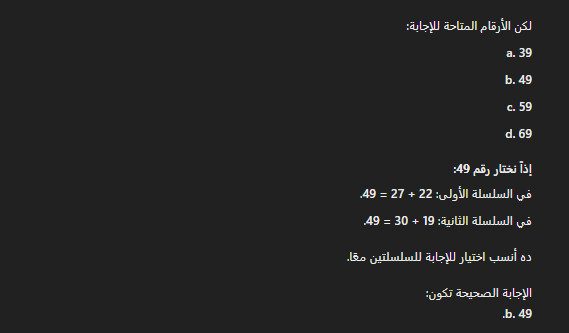 لكن الأرقام المتاحة للإجابة:
a. 39
b. 49
c. 59
d. 69
إذاً نختار رقم 49:
في السلسلة الأولى: 22 + 27 = 49.
في السلسلة الثانية: 19 + 30 = 49.
ده أنسب اختيار للإجابة للسلسلتين معًا.
الإجابة الصحيحة تكون:
b. 49.